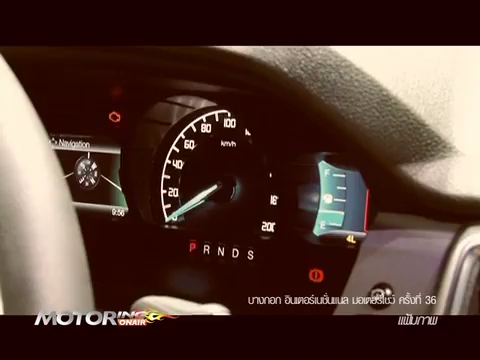 100
80
km/h
60
40
20
0
200
Navigation
9:56
F
E
4L
P R N D S
บางกอก อินเตอร์เนชั่นแนล มอเตอร์โชว์ ครั้งที่ 36
MOTORING
ONAIR
แฟ้มภาพ